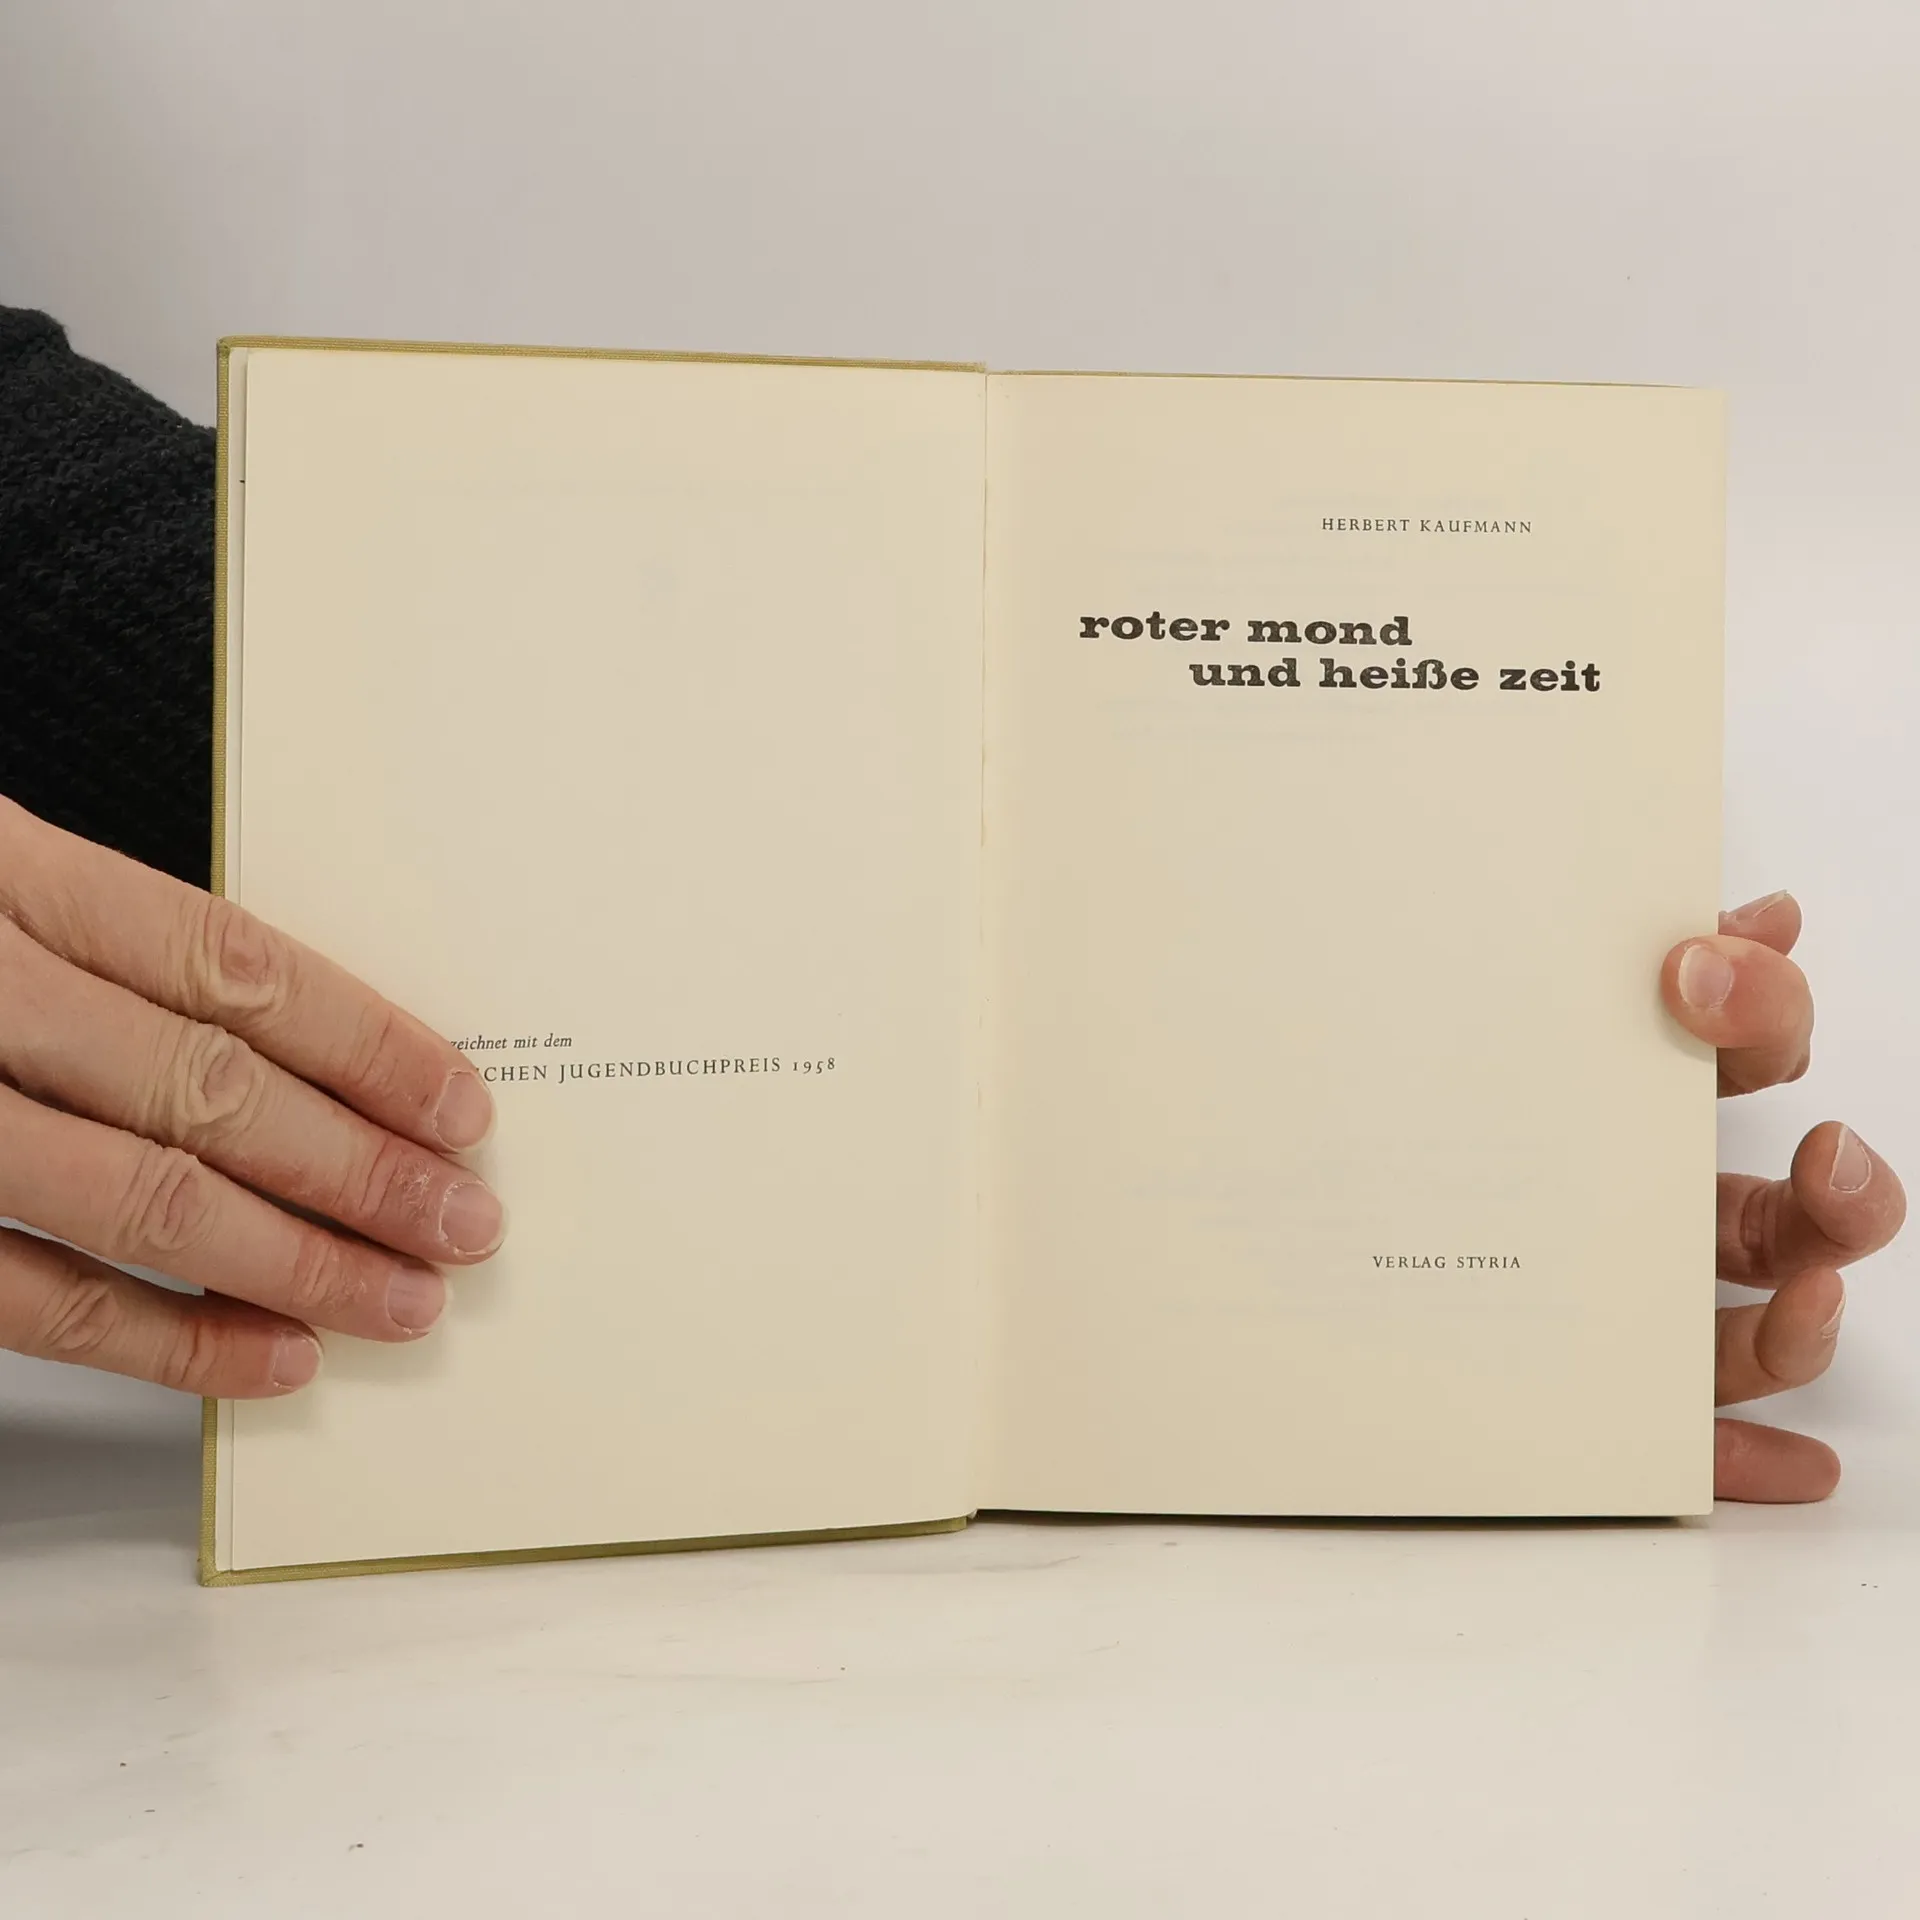 zeichnet mit dem
CHEN JUGENDBUCHPREIS 1958
HERBERT KAUFMANN
roter mond
und heiße zeit
VERLAG STYRIA